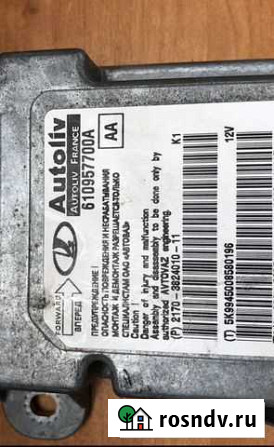 Autoliv
AUTOLIV FRANCE
610957700A
AA
FORWARD
ВПЕРЕД
ПРЕДУПРЕЖДЕНИЕ !
ОПАСНОСТЬ ПОВРЕЖДЕНИЯ И НЕСРАБАТЫВАНИЯ
МОНТАЖ И ДЕМОНТАЖ РАЗРЕШАЕТСЯ ТОЛЬКО
СПЕЦИАЛИСТАМ ОАО «АВТОВАЗ»
Caution !
Danger of injury and malfunction
Assembly and disassembly to be done only by
authorized AVTOVAZ engineering.
(P) 2170-3824010-11
K1
(T) 5K9945008580196
12V
rosndv.ru